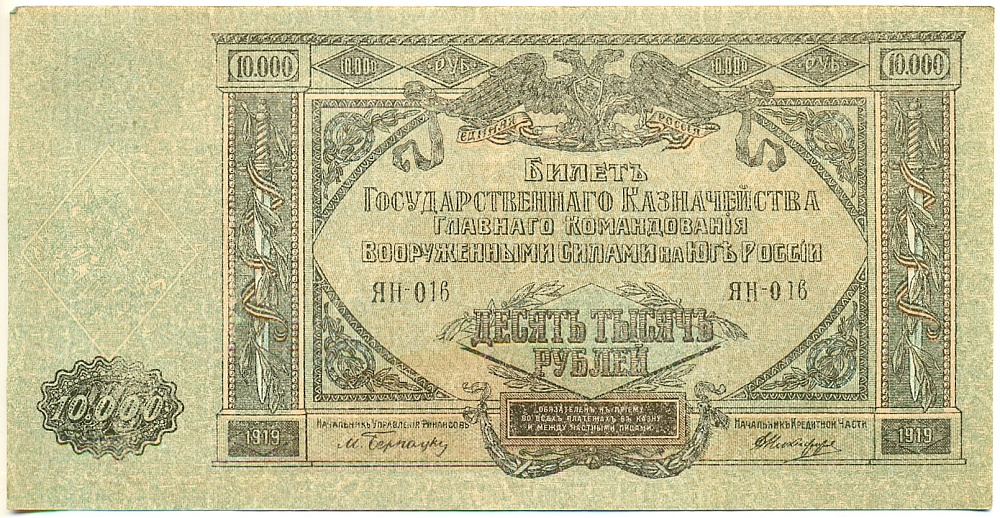 10.000 10.000 РУБ. 10.000 РУБ. 10.000
ЕДИНАЯ РОССІЯ
БИЛЕТЪ
ГОСУДАРСТВЕННАГО КАЗНАЧЕЙСТВА
ГЛАВНАГО КОМАНДОВАНІЯ
ВООРУЖЕННЫМИ СИЛАМИ НА ЮГѢ РОССІИ
ЯН-016 ЯН-016
ДЕСЯТЬ ТЫСЯЧЪ
РУБЛЕЙ
10.000
ОБЯЗАТЕЛЕНЪ КЪ ПРІЕМУ
ВО ВСѢХЪ ПЛАТЕЖАХЪ ВЪ КАЗНУ
И МЕЖДУ ЧАСТНЫМИ ЛИЦАМИ.
НАЧАЛЬНИКЪ УПРАВЛЕНІЯ ФИНАНСОВЪ
НАЧАЛЬНИКЪ КРЕДИТНОЙ ЧАСТИ
1919 1919